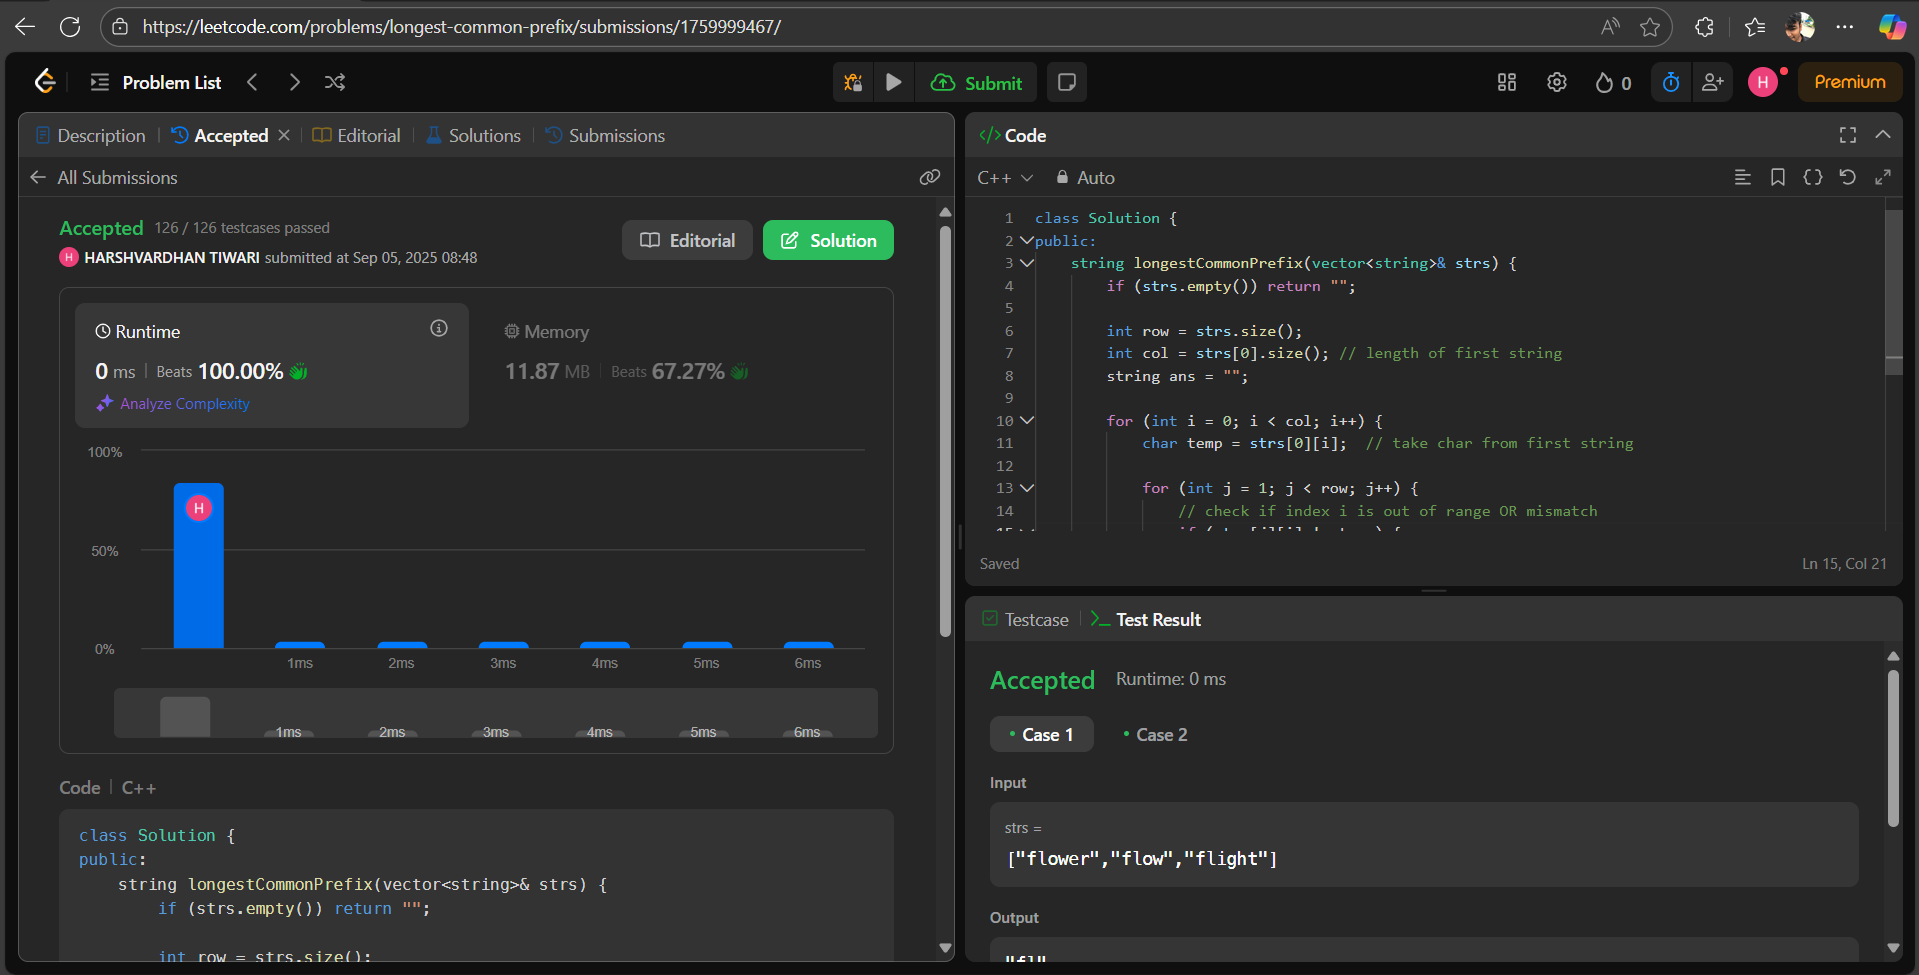 https://leetcode.com/problems/longest-common-prefix/submissions/1759999467/
Problem List
Submit
0
H
Premium
Description
Accepted
Editorial
Solutions
Submissions
All Submissions
Accepted 126 / 126 testcases passed
H HARSHVARDHAN TIWARI submitted at Sep 05, 2025 08:48
Editorial
Solution
Runtime
0 ms | Beats 100.00%
Analyze Complexity
Memory
11.87 MB | Beats 67.27%
100%
H
50%
0%
1ms 2ms 3ms 4ms 5ms 6ms
1ms 2ms 3ms 4ms 5ms 6ms
Code | C++
class Solution {
public:
    string longestCommonPrefix(vector<string>& strs) {
        if (strs.empty()) return "";
        int row = strs.size();
</> Code
C++ Auto
1 class Solution {
2 public:
3     string longestCommonPrefix(vector<string>& strs) {
4         if (strs.empty()) return "";
5
6         int row = strs.size();
7         int col = strs[0].size(); // length of first string
8         string ans = "";
9
10         for (int i = 0; i < col; i++) {
11             char temp = strs[0][i];  // take char from first string
12
13             for (int j = 1; j < row; j++) {
14                 // check if index i is out of range OR mismatch
Saved
Ln 15, Col 21
Testcase
Test Result
Accepted Runtime: 0 ms
• Case 1
• Case 2
Input
strs =
["flower","flow","flight"]
Output
"fl"